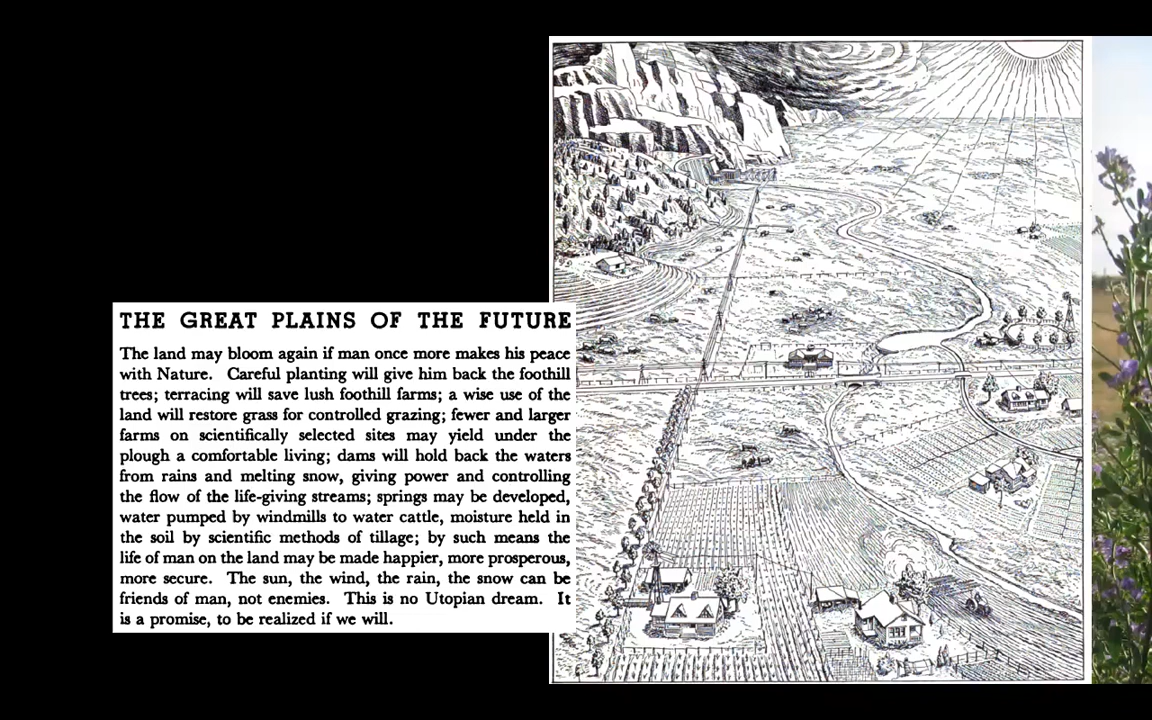 THE GREAT PLAINS OF THE FUTURE
The land may bloom again if man once more makes his peace
with Nature. Careful planting will give him back the foothill
trees; terracing will save lush foothill farms; a wise use of the
land will restore grass for controlled grazing; fewer and larger
farms on scientifically selected sites may yield under the
plough a comfortable living; dams will hold back the waters
from rains and melting snow, giving power and controlling
the flow of the life-giving streams; springs may be developed,
water pumped by windmills to water cattle, moisture held in
the soil by scientific methods of tillage; by such means the
life of man on the land may be made happier, more prosperous,
more secure. The sun, the wind, the rain, the snow can be
friends of man, not enemies. This is no Utopian dream. It
is a promise, to be realized if we will.